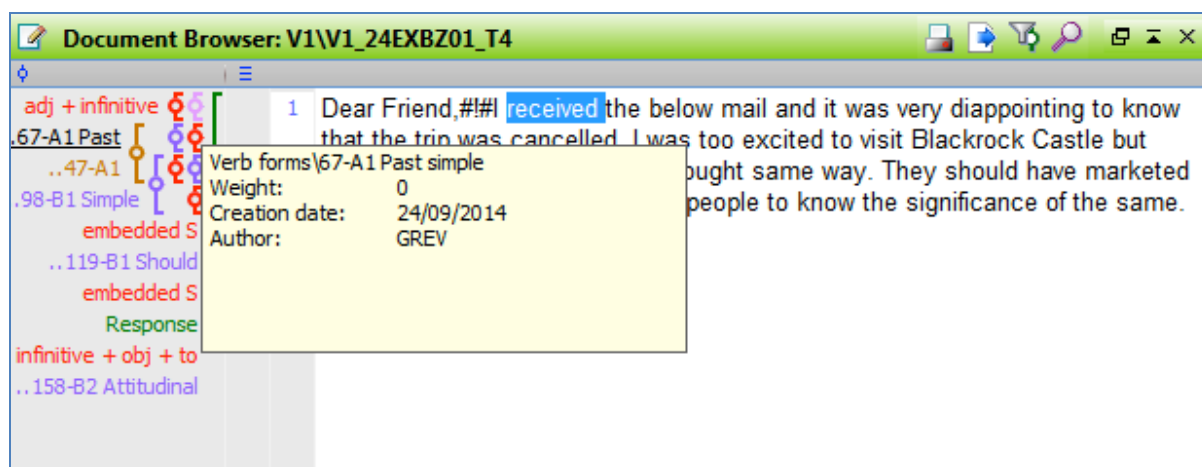 Document Browser: V1\V1_24EXBZ01_T4
adj + infinitive
.67-A1 Past
..47-A1
.98-B1 Simple
embedded S
..119-B1 Should
embedded S
Response
infinitive + obj + to
..158-B2 Attitudinal
1 Dear Friend,#!#I received the below mail and it was very diappointing to know
that the trip was cancelled. I was too excited to visit Blackrock Castle but
ought same way. They should have marketed
people to know the significance of the same.
Verb forms\67-A1 Past simple
Weight: 0
Creation date: 24/09/2014
Author: GREV